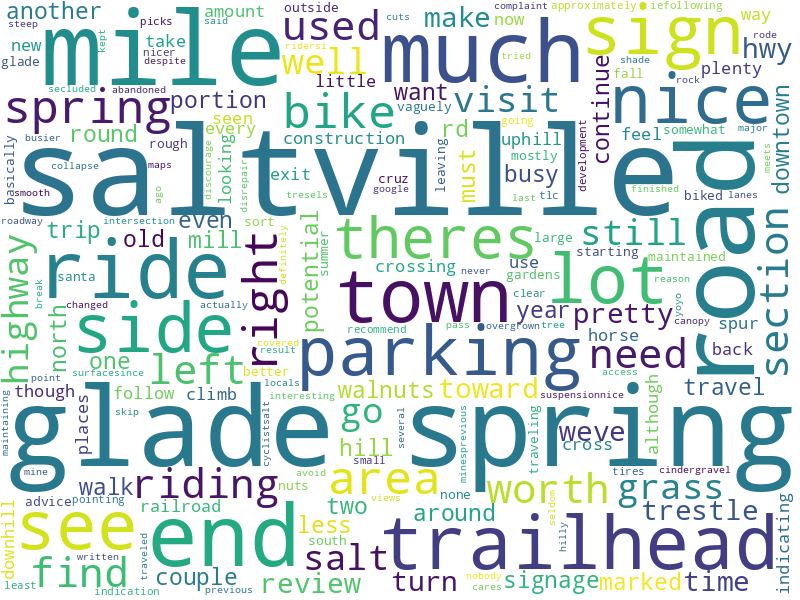 steep
picks
another
glade
new
secluded
abandoned
kept
nicer
despite
said
cuts
take
mile
amount
outside
ridersi
complaint
used
well
much
make
approximately
iefollowing
now
sign
rode
way
hwy
plenty
shade
fall
tried
spring
portion
bike
little
want
vaguely
visit
continue
nice
rock
feel
somewhat
downtown
basically
round
rough
seen
every
looking
construction
rd
uphill
mostly
busy
must
leaving
development
major
meets
biked
lanes
collapse
maps
smooth
ago
discourage
disrepair
exit
cruz
google
tresels
going
last
tlc
finished
saltville
road
roadway
intersection
trip
old
mill
even
sort
theres
still
large
maintained
highway
north
santa
ride
right
definitely
potential
summer
crossing
use
gardens
starting
never
clear
reason
lot
yoyo
section
break
changed
actually
town
year
pretty
spur
canopy
side
covered
result
recommend
pass
overgrown
tree
parking
horse
need
back
access
one
point
surfacesince
left
better
locals
interesting
walnuts
toward
suspensionnice
travel
though
follow
climb
cyclistsalt
maintaining
places
skip
glade spring
go
several
hill
weve
cross
although
cindergravel
traveling
minesprevious
avoid
small
tires
mine
walk
riding
area
worth
grass
advice
pointing
nuts
none
see
railroad
two
around
trestle
indicating
downhill
end
less
views
seldom
hilly
trailhead
south
salt
written
traveled
find
couple
review
turn
nobody
cares
signage
marked
time
least
indication
previous